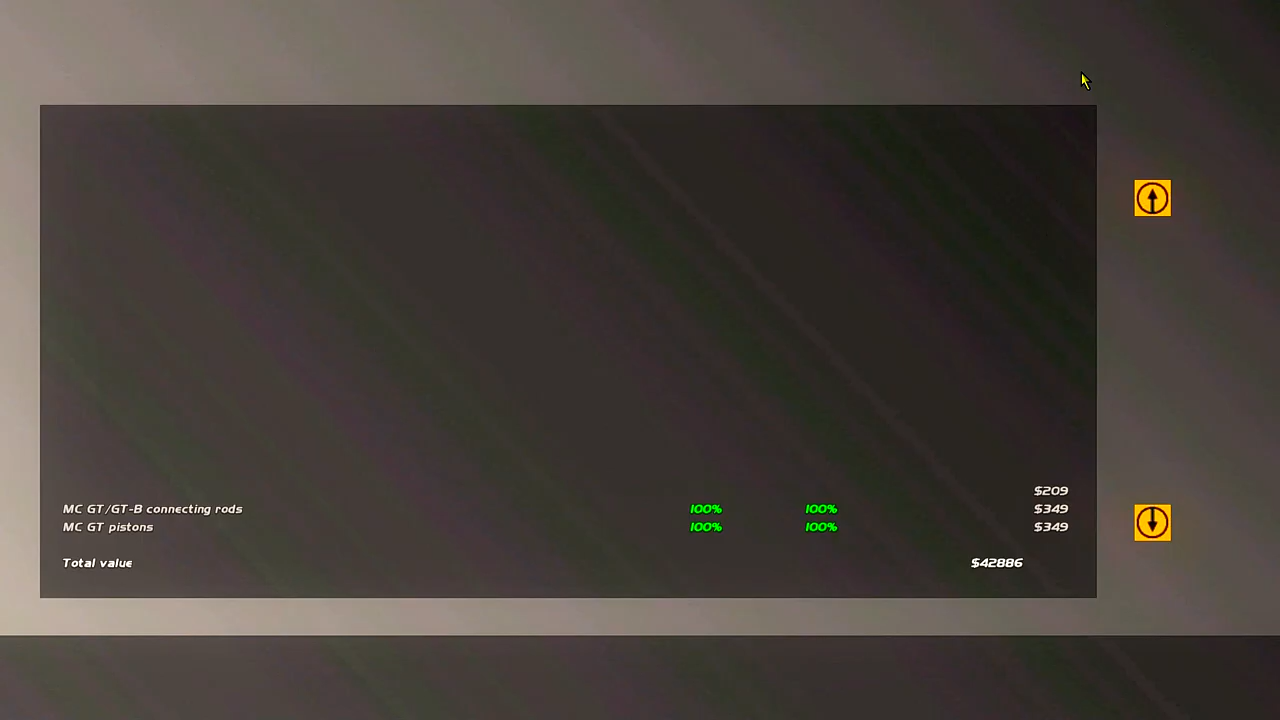 $209
MC GT/GT-B connecting rods 100% 100% $349
MC GT pistons 100% 100% $349
Total value $42886